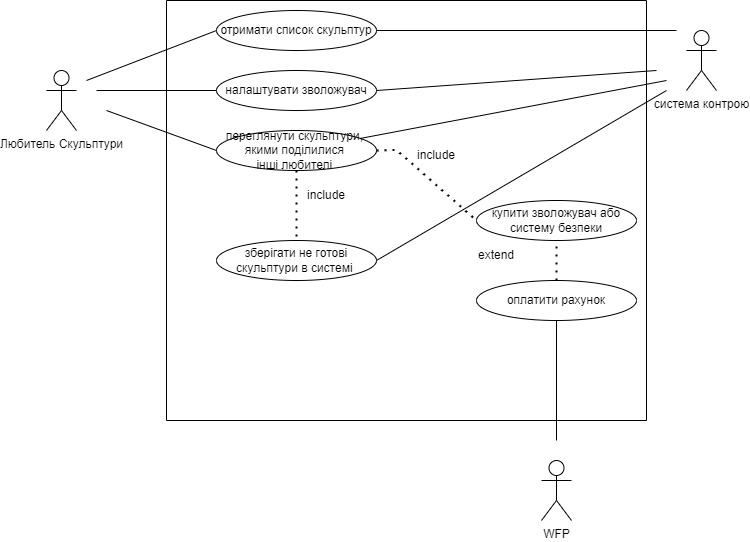 отримати список скульптур
налаштувати зволожувач
система контрою
Любитель Скульптури
переглянути скульптури,
якими поділилися
інші любителі
include
include
купити зволожувач або
систему безпеки
зберігати не готові
скульптури в системі
extend
оплатити рахунок
WFP